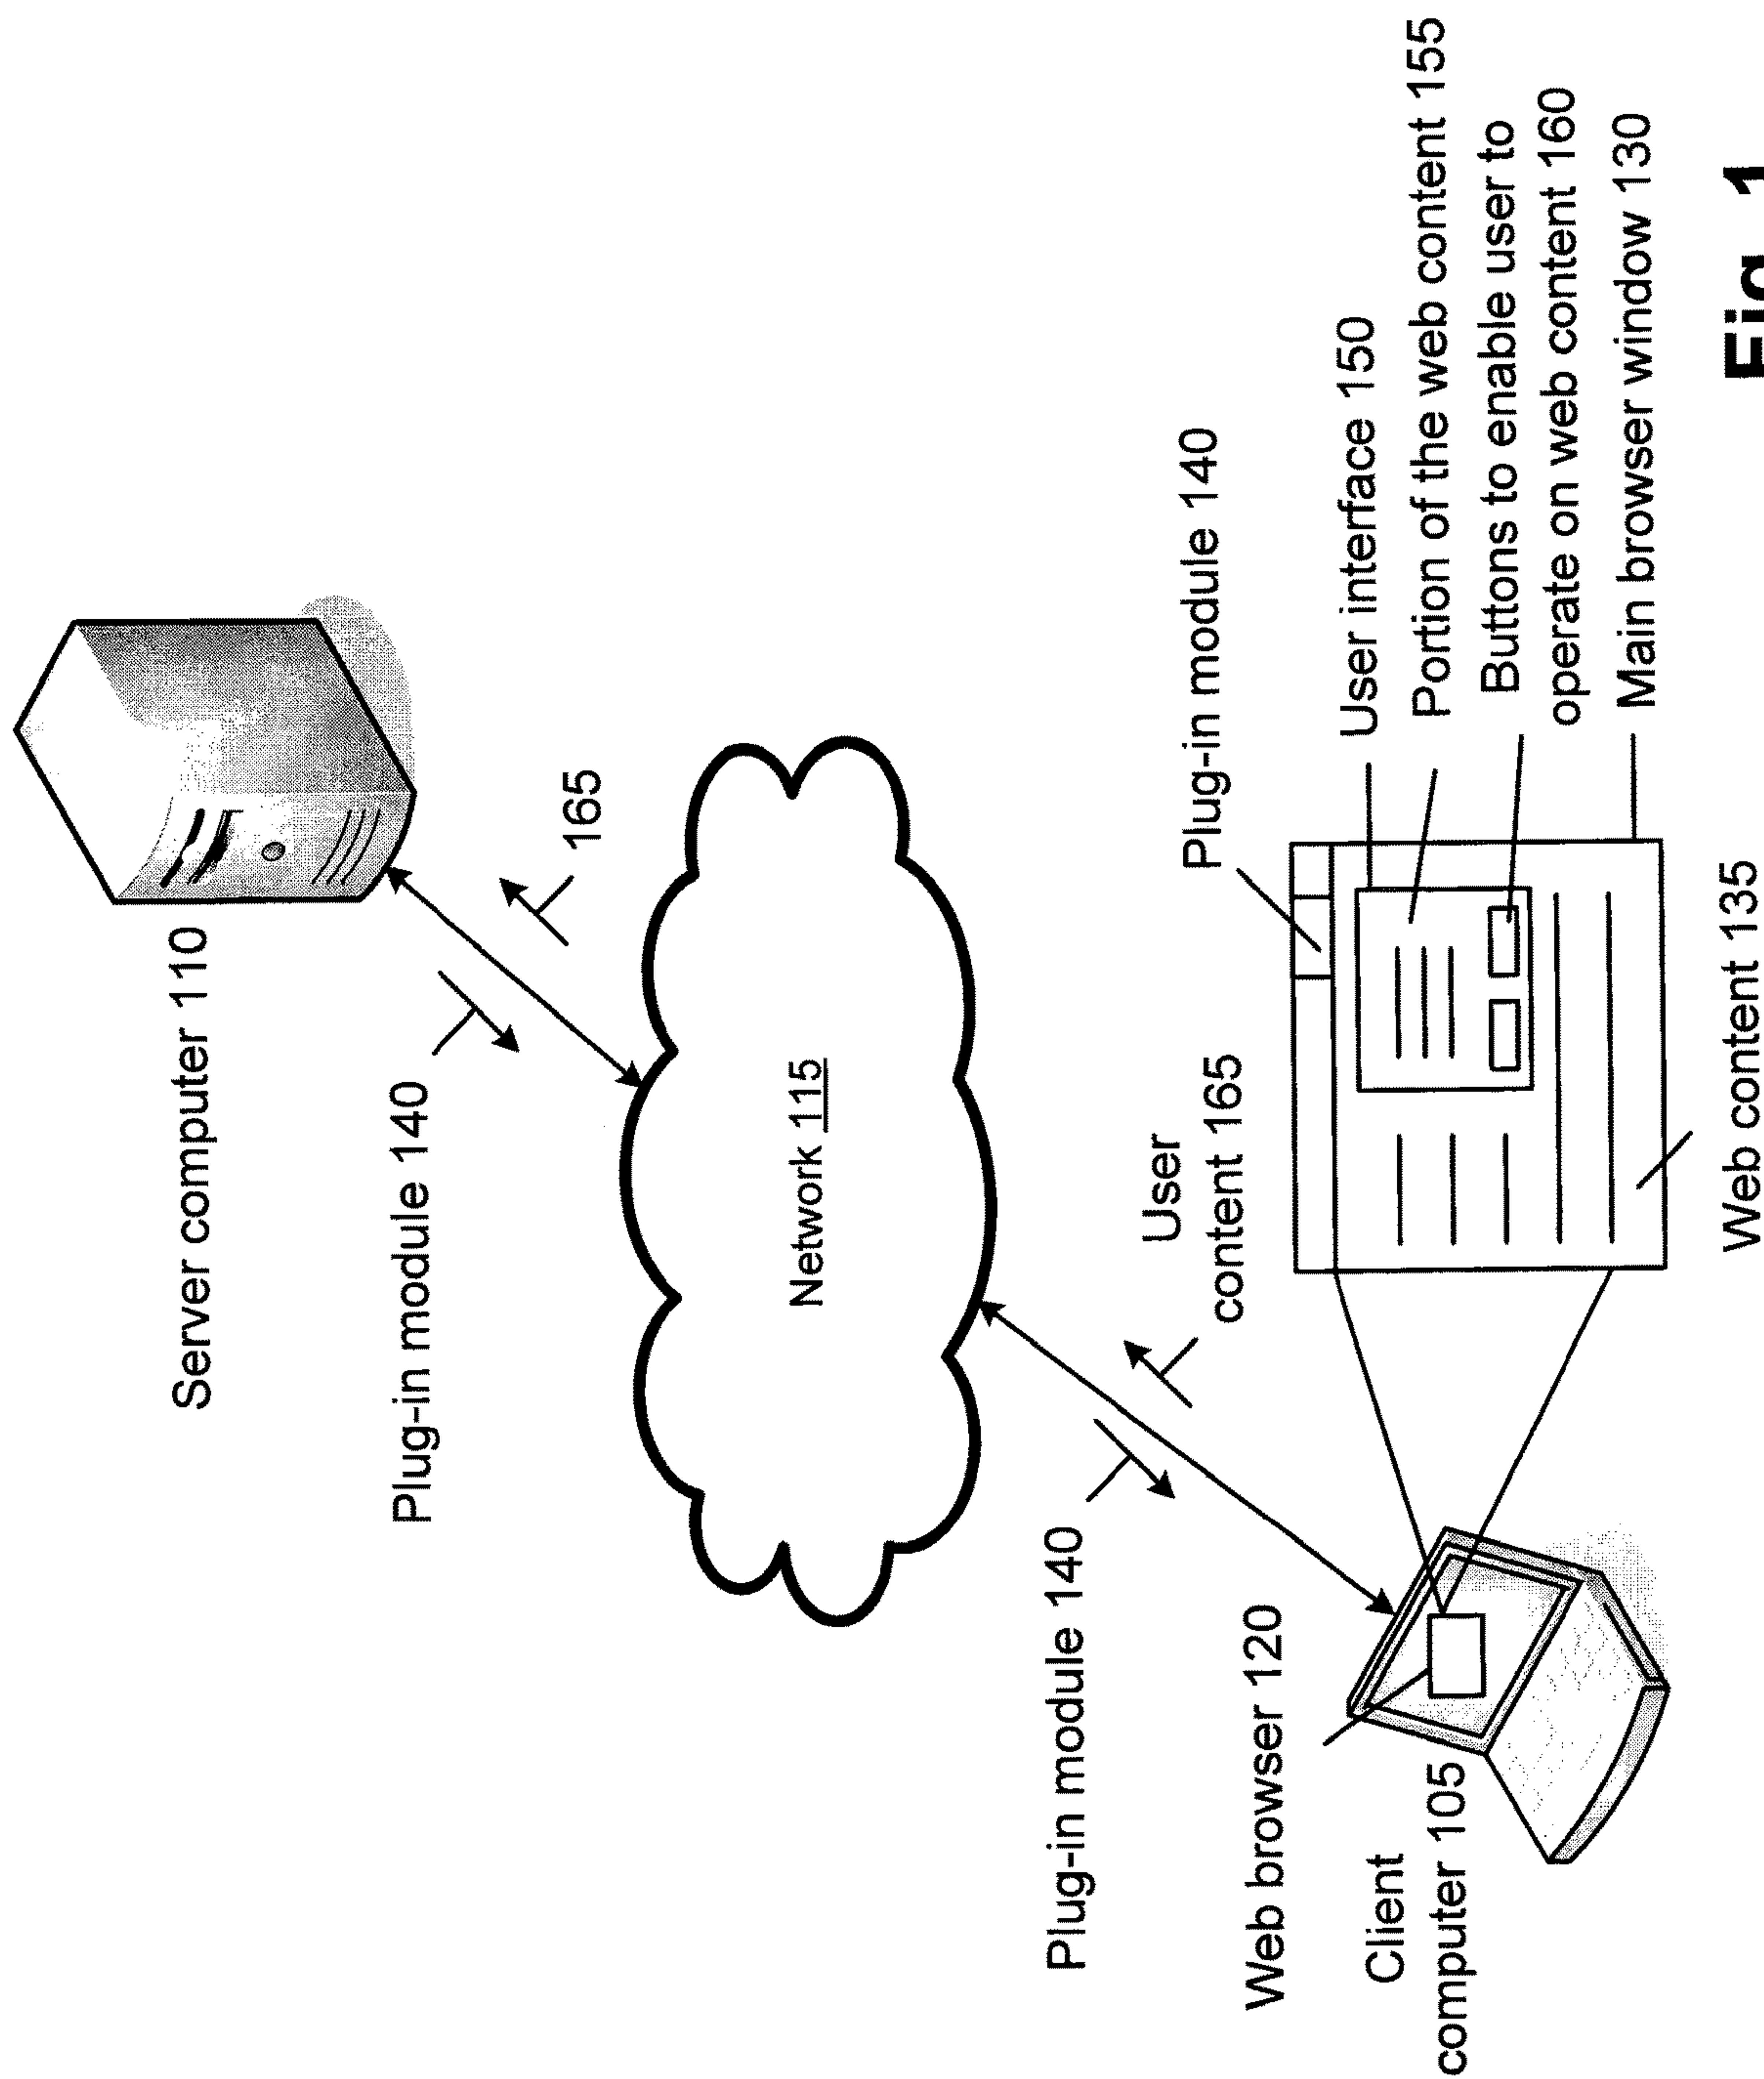 Server computer 110
Plug-in module 140
165
Network 115
Plug-in module 140
User
content 165
Web browser 120
Client
computer 105
Plug-in module 140
User interface 150
Portion of the web content 155
Buttons to enable user to
operate on web content 160
Main browser window 130
Web content 135
Fig. 1